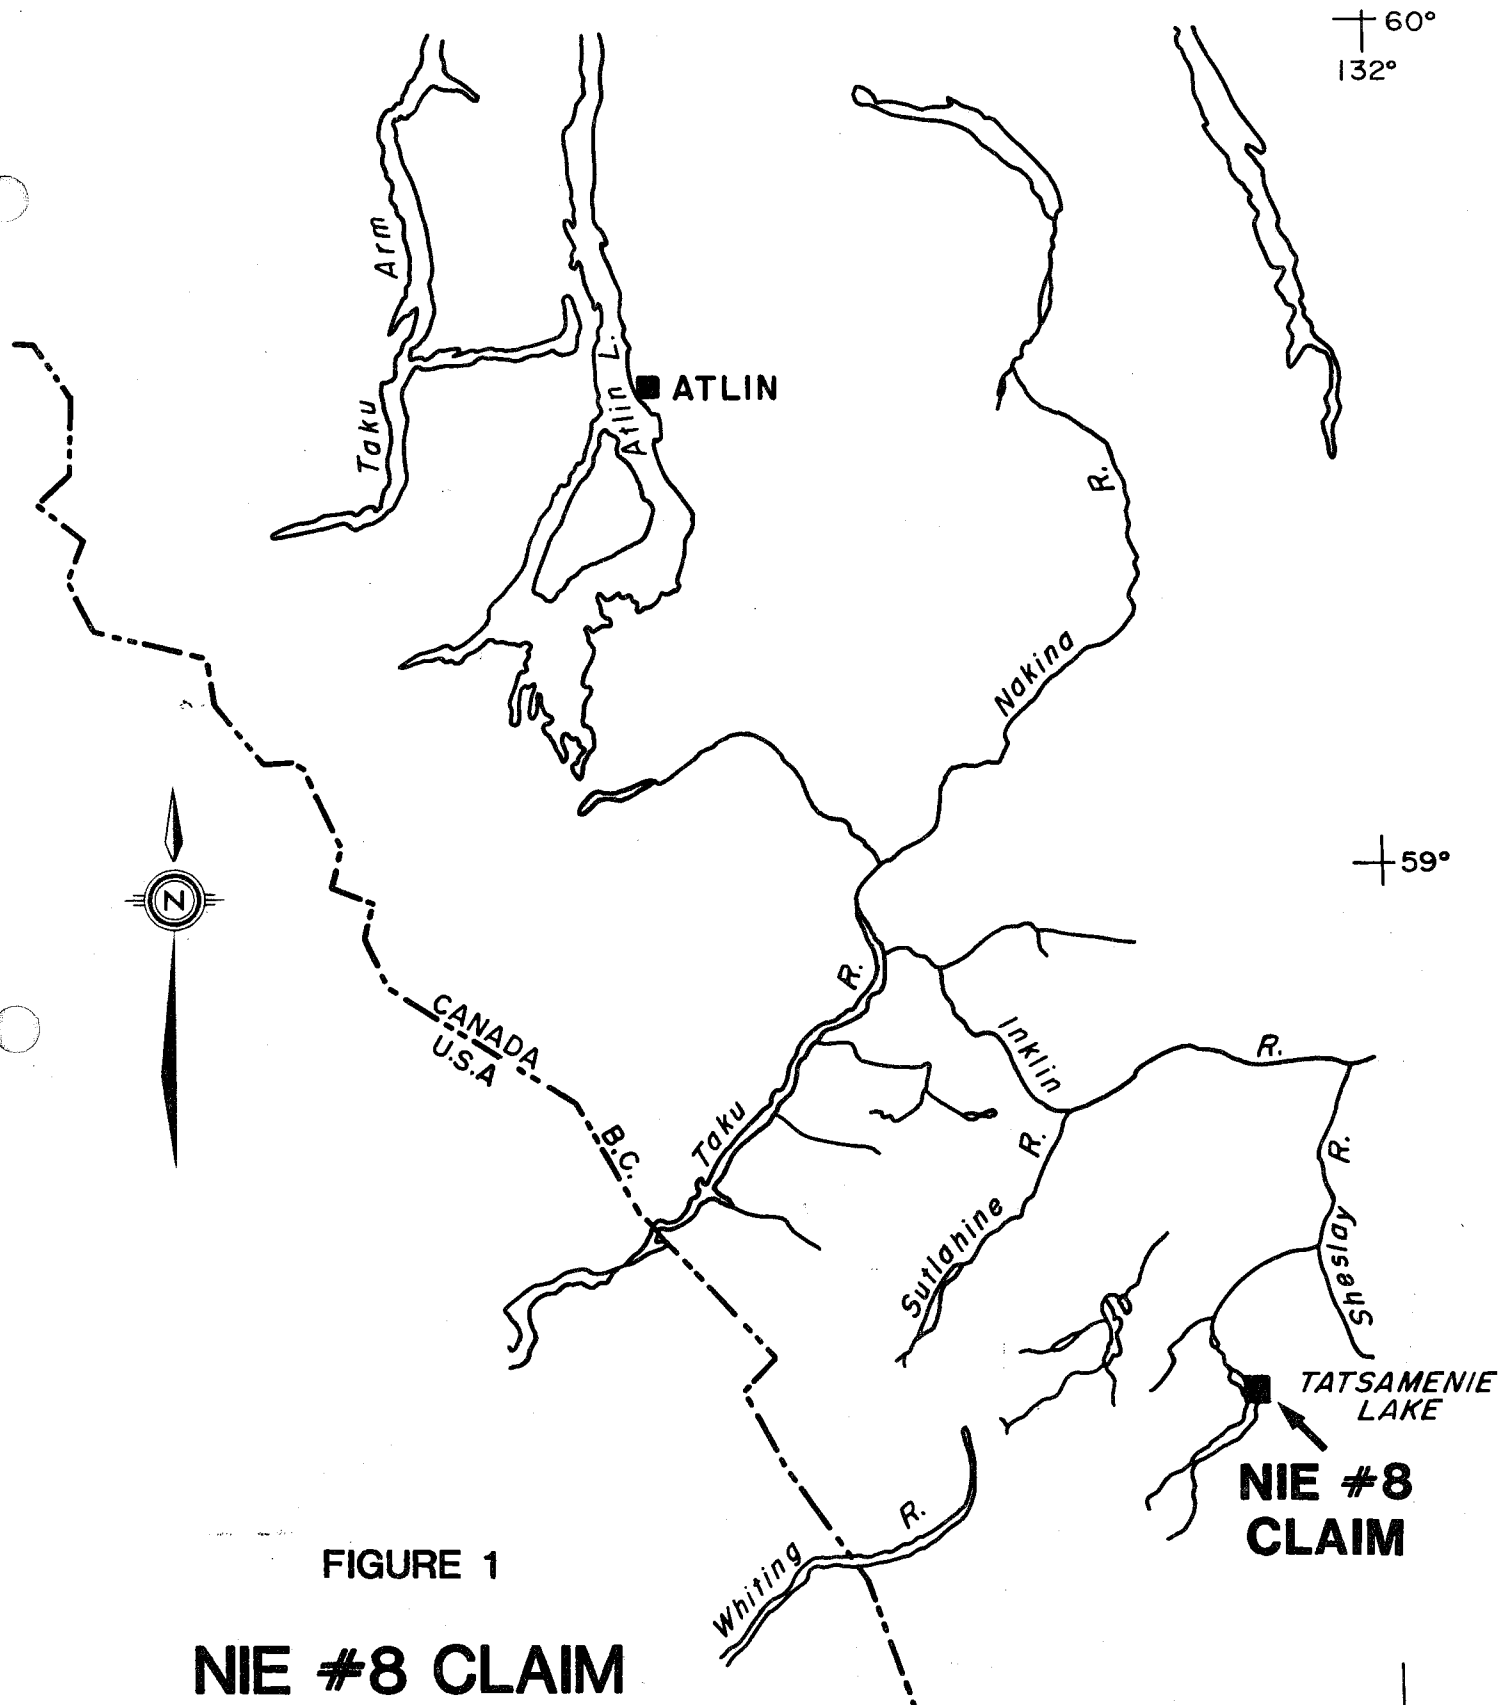 60°
132°
Taku Arm
Atlin L.
ATLIN
Nakina R.
59°
N
CANADA
U.S.A
B.C.
Taku R.
Inklin R.
Sutlahine R.
Sheslay R.
TATSAMENIE
LAKE
NIE #8
CLAIM
Whiting R.
FIGURE 1
NIE #8 CLAIM